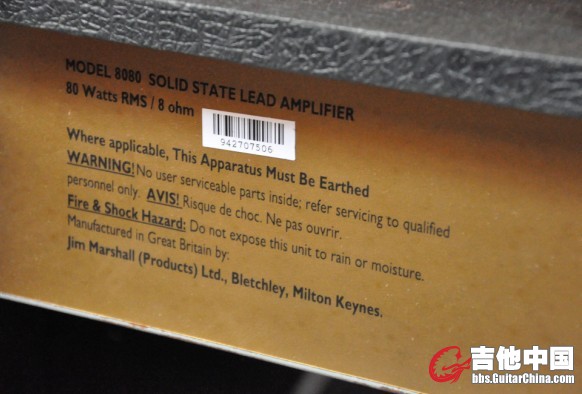 MODEL 8080 SOLID STATE LEAD AMPLIFIER
80 Watts RMS / 8 ohm
942707506
Where applicable, This Apparatus Must Be Earthed
WARNING! No user serviceable parts inside; refer servicing to qualified
personnel only. AVIS! Risque de choc. Ne pas ouvrir.
Fire & Shock Hazard: Do not expose this unit to rain or moisture.
Manufactured in Great Britain by:
Jim Marshall (Products) Ltd., Bletchley, Milton Keynes.
吉他中国
bbs.GuitarChina.com